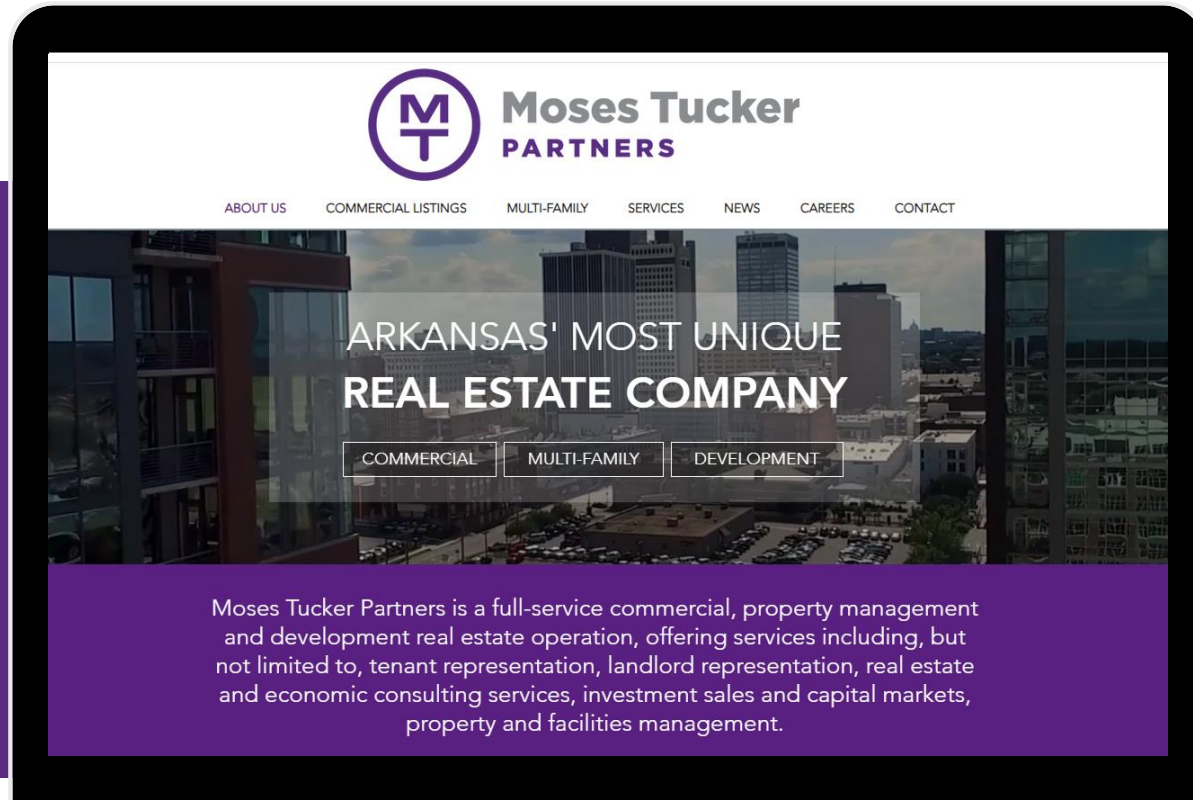 MT
Moses Tucker
PARTNERS
ABOUT US COMMERCIAL LISTINGS MULTI-FAMILY SERVICES NEWS CAREERS CONTACT
ARKANSAS' MOST UNIQUE
REAL ESTATE COMPANY
COMMERCIAL MULTI-FAMILY DEVELOPMENT
Moses Tucker Partners is a full-service commercial, property management
and development real estate operation, offering services including, but
not limited to, tenant representation, landlord representation, real estate
and economic consulting services, investment sales and capital markets,
property and facilities management.